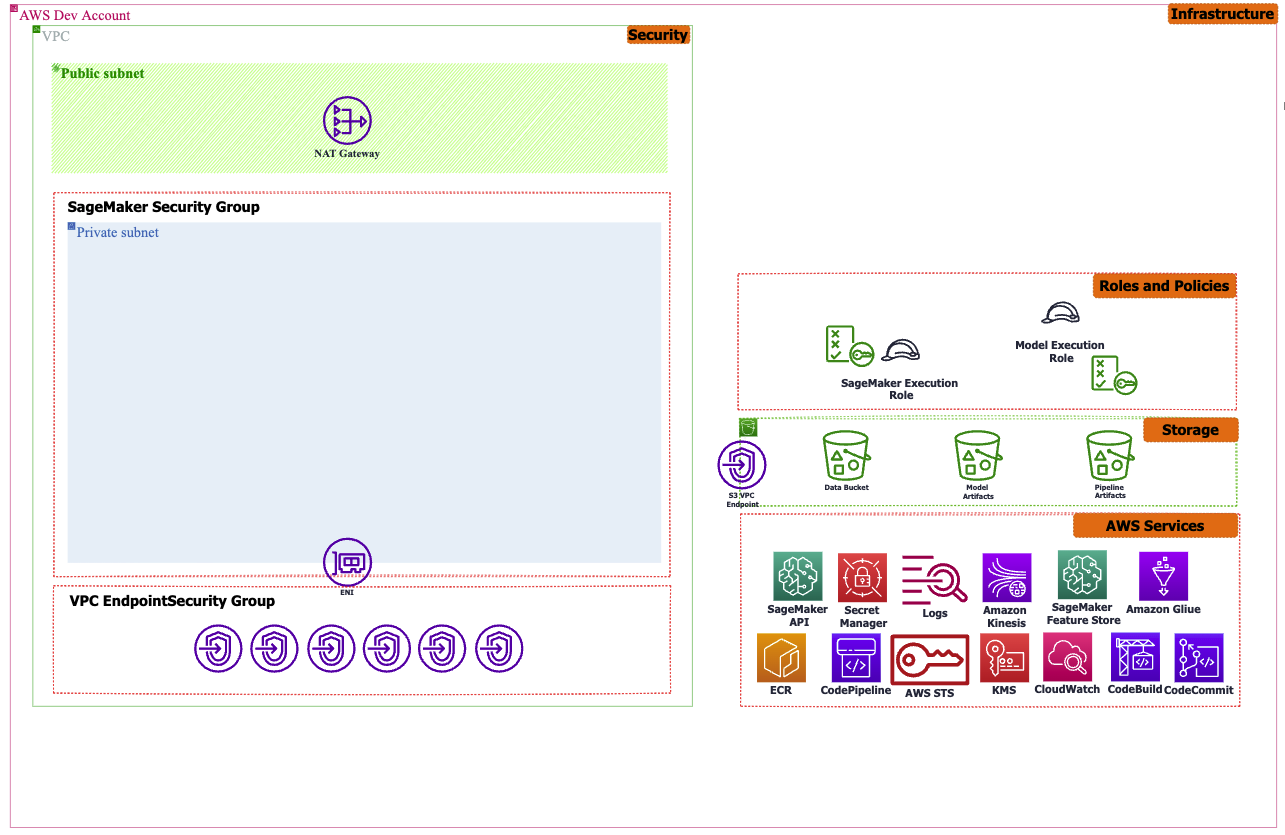 AWS Dev Account
Infrastructure
VPC
Security
Public subnet
NAT Gateway
SageMaker Security Group
Private subnet
ENI
VPC EndpointSecurity Group
Roles and Policies
Model Execution
Role
SageMaker Execution
Role
Storage
S3 VPC
Endpoint
Data Bucket
Model
Artifacts
Pipeline
Artifacts
AWS Services
SageMaker
API
Secret
Manager
Logs
Amazon
Kinesis
SageMaker
Feature Store
Amazon Gliue
ECR
CodePipeline
AWS STS
KMS
CloudWatch
CodeBuild
CodeCommit